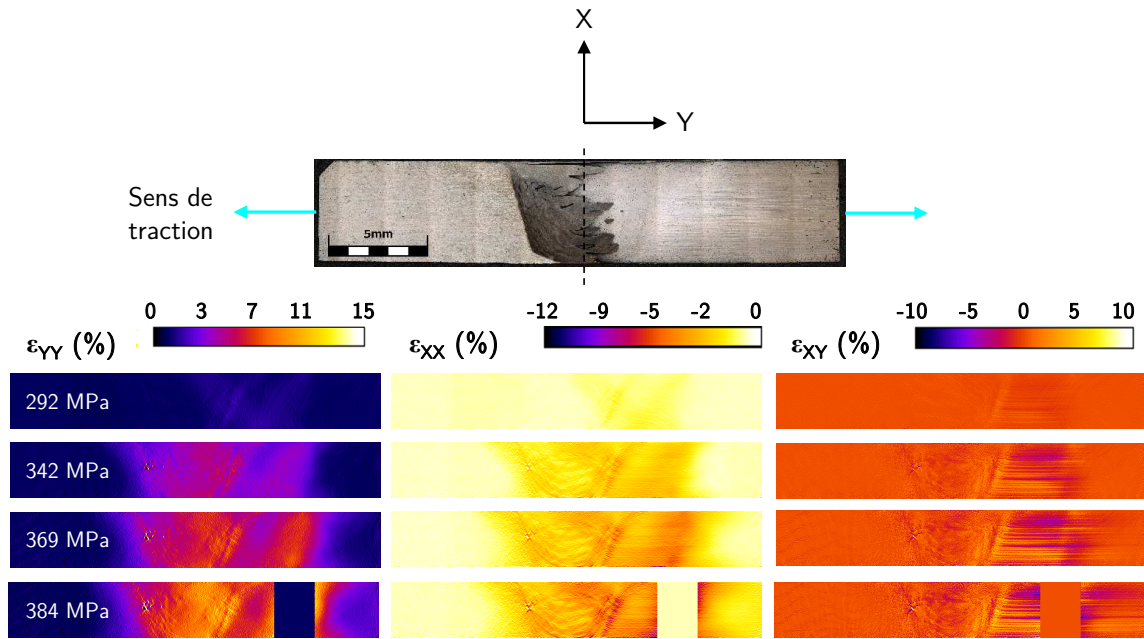 X
Y
Sens de
traction
5mm
0 3 7 11 15
-12 -9 -5 -2 0
-10 -5 0 5 10
εYY (%)
εXX (%)
εXY (%)
292 MPa
342 MPa
369 MPa
384 MPa